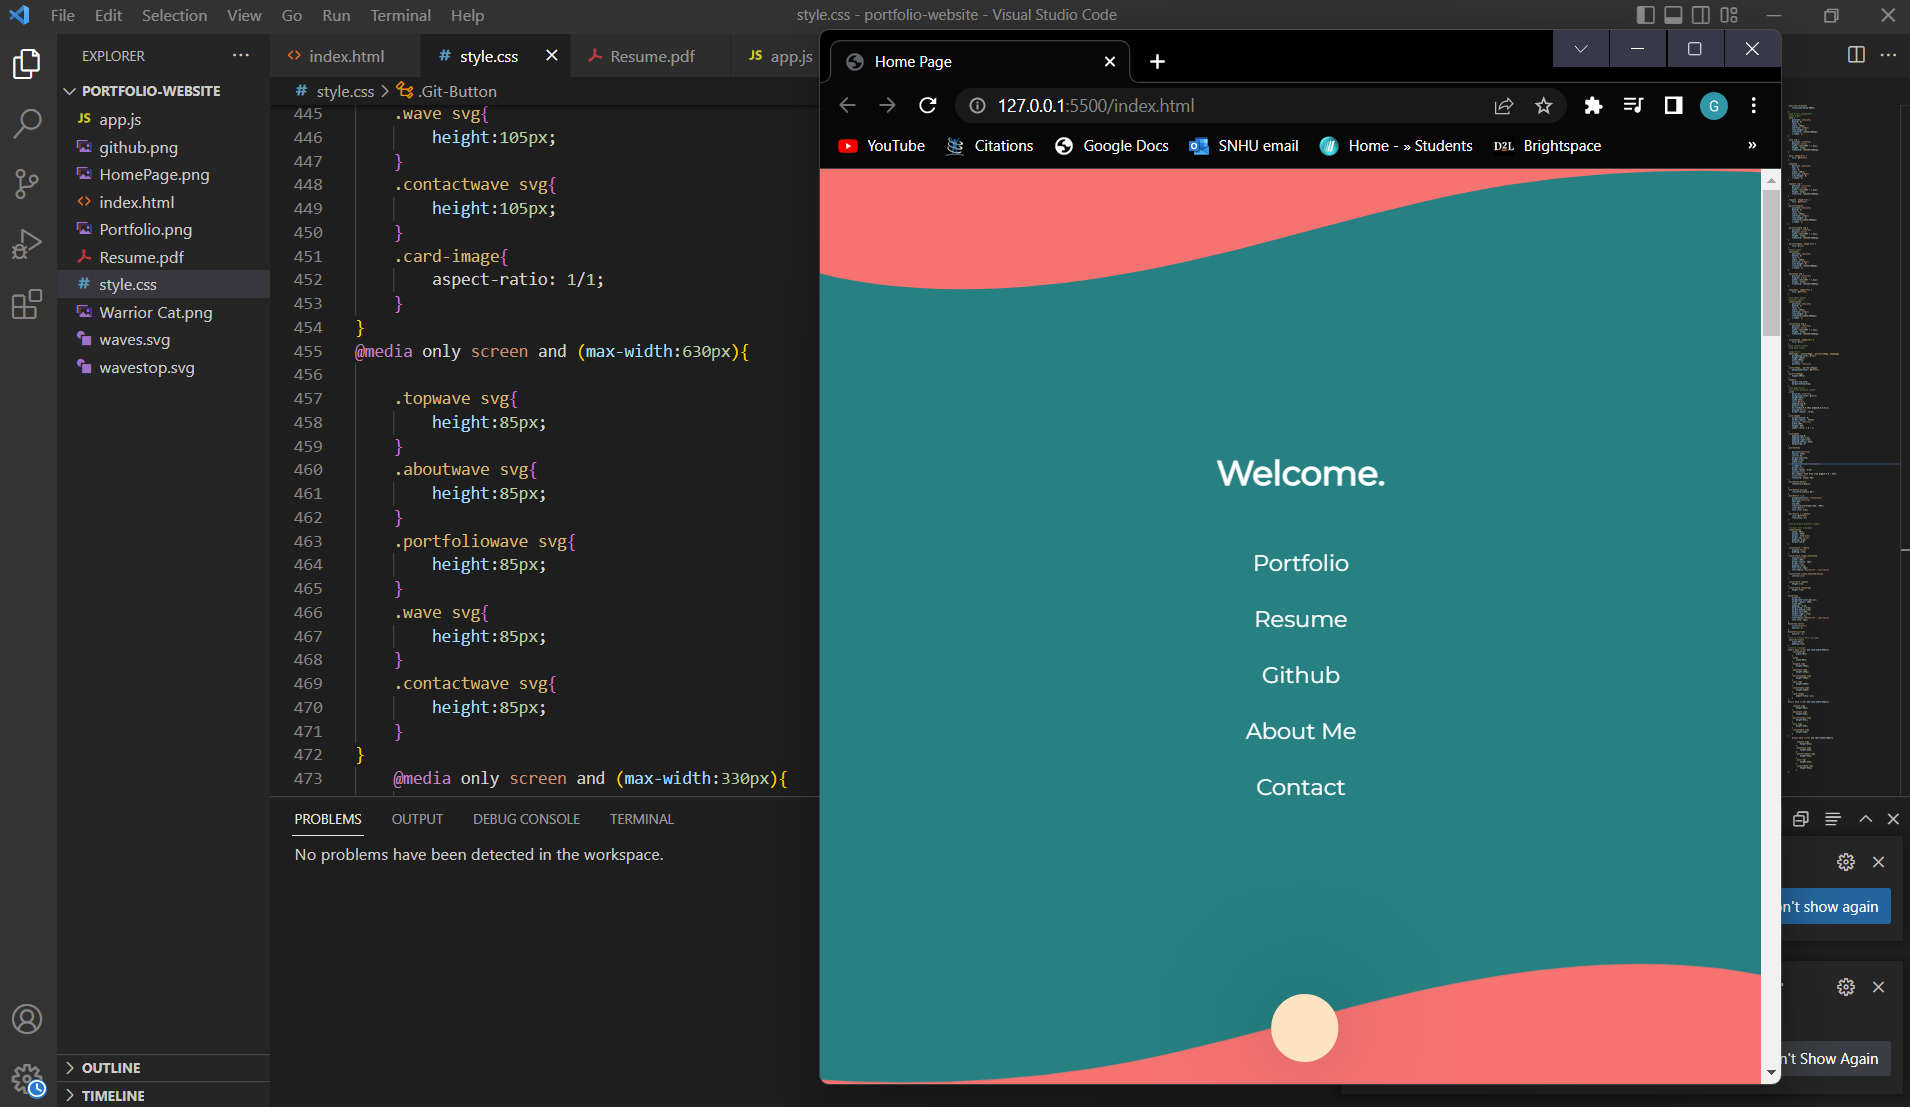 File Edit Selection View Go Run Terminal Help
style.css - portfolio-website - Visual Studio Code
EXPLORER
PORTFOLIO-WEBSITE
JS app.js
github.png
HomePage.png
<> index.html
Portfolio.png
Resume.pdf
# style.css
Warrior Cat.png
waves.svg
wavestop.svg
OUTLINE
TIMELINE
<> index.html
# style.css
Resume.pdf
JS app.js
# style.css > .Git-Button
445 .wave svg{
446 height:105px;
447 }
448 .contactwave svg{
449 height:105px;
450 }
451 .card-image{
452 aspect-ratio: 1/1;
453 }
454 }
455 @media only screen and (max-width:630px){
456
457 .topwave svg{
458 height:85px;
459 }
460 .aboutwave svg{
461 height:85px;
462 }
463 .portfoliowave svg{
464 height:85px;
465 }
466 .wave svg{
467 height:85px;
468 }
469 .contactwave svg{
470 height:85px;
471 }
472 }
473 @media only screen and (max-width:330px){
PROBLEMS OUTPUT DEBUG CONSOLE TERMINAL
No problems have been detected in the workspace.
Home Page
127.0.0.1:5500/index.html
G
YouTube Citations Google Docs SNHU email Home - » Students D2L Brightspace »
Welcome.
Portfolio
Resume
Github
About Me
Contact
n't show again
n't Show Again